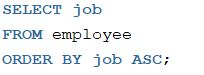 SELECT job
FROM employee
ORDER BY job ASC;